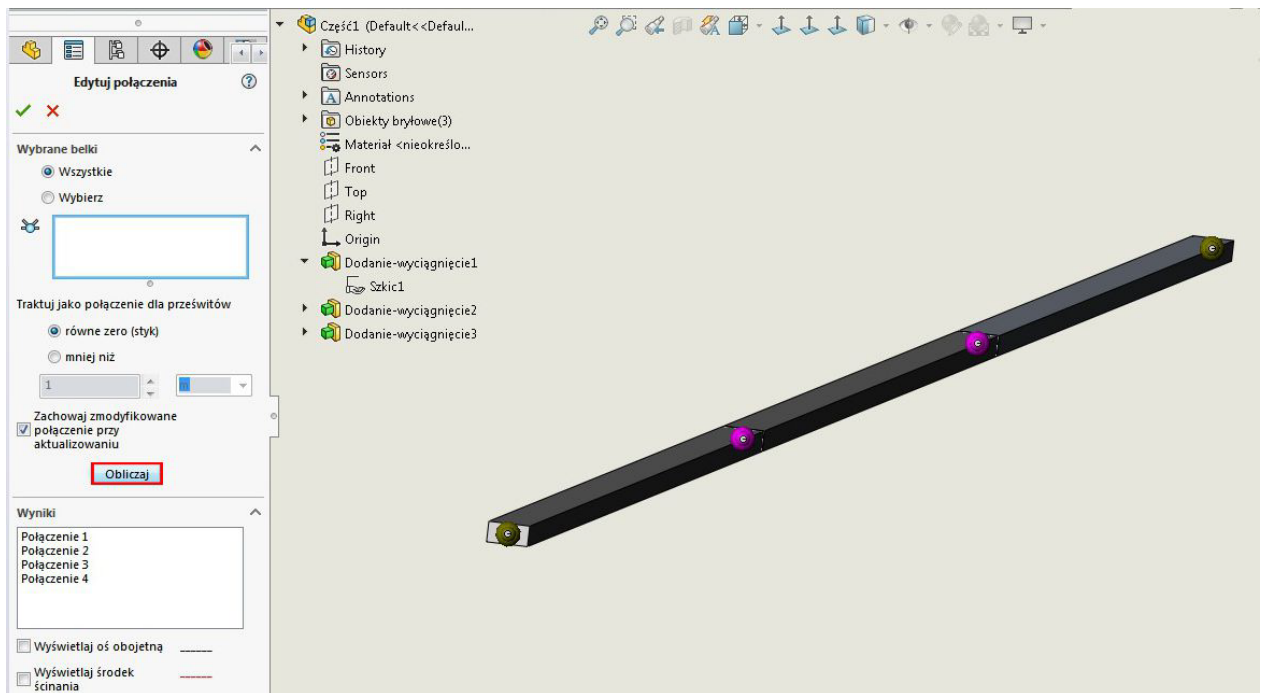 Edytuj połączenia
Wybrane belki
Wszystkie
Wybierz
Traktuj jako połączenie dla prześwitów
równe zero (styk)
mniej niż
1
m
Zachowaj zmodyfikowane
połączenie przy
aktualizowaniu
Obliczaj
Wyniki
Połączenie 1
Połączenie 2
Połączenie 3
Połączenie 4
Wyświetlaj oś obojętną
Wyświetlaj środek
ścinania
Część1 (Default<<Defaul...
History
Sensors
Annotations
Obiekty bryłowe(3)
Materiał <nieokreślo...
Front
Top
Right
Origin
Dodanie-wyciągnięcie1
Szkic1
Dodanie-wyciągnięcie2
Dodanie-wyciągnięcie3